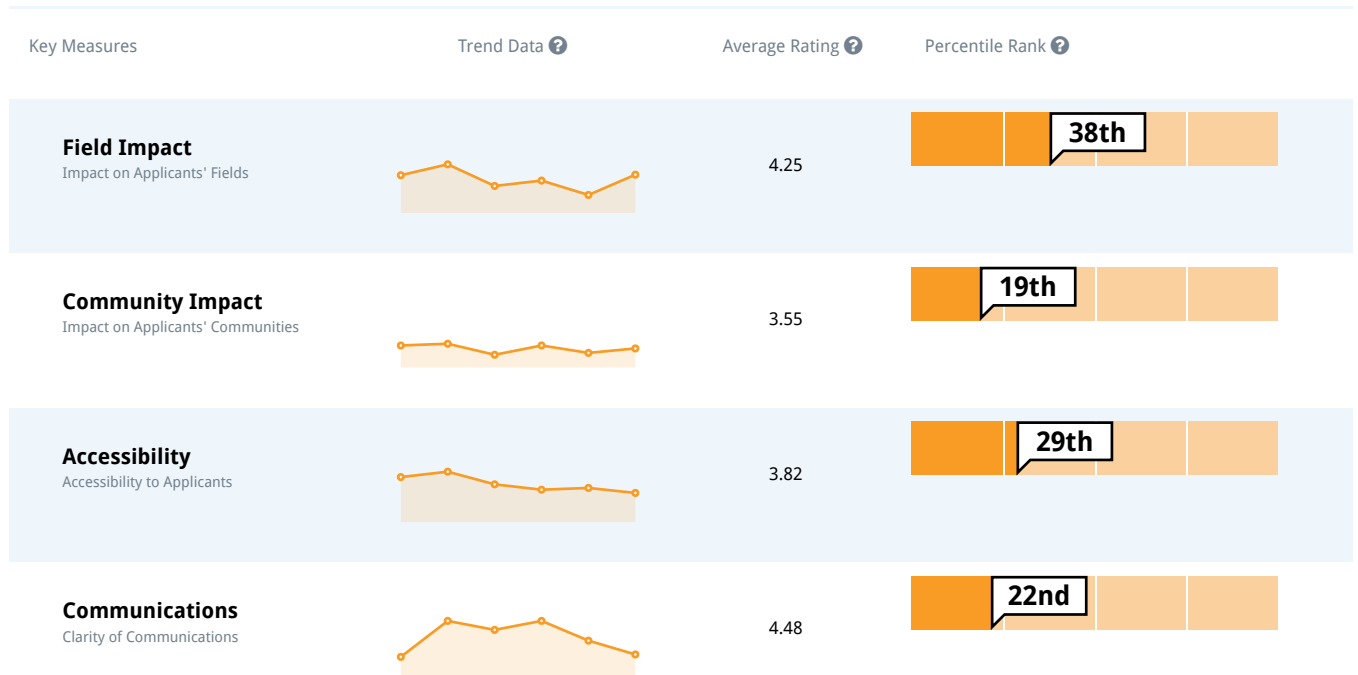 Key Measures
Trend Data ?
Average Rating ?
Percentile Rank ?
Field Impact
Impact on Applicants' Fields
4.25
38th
Community Impact
Impact on Applicants' Communities
3.55
19th
Accessibility
Accessibility to Applicants
3.82
29th
Communications
Clarity of Communications
4.48
22nd